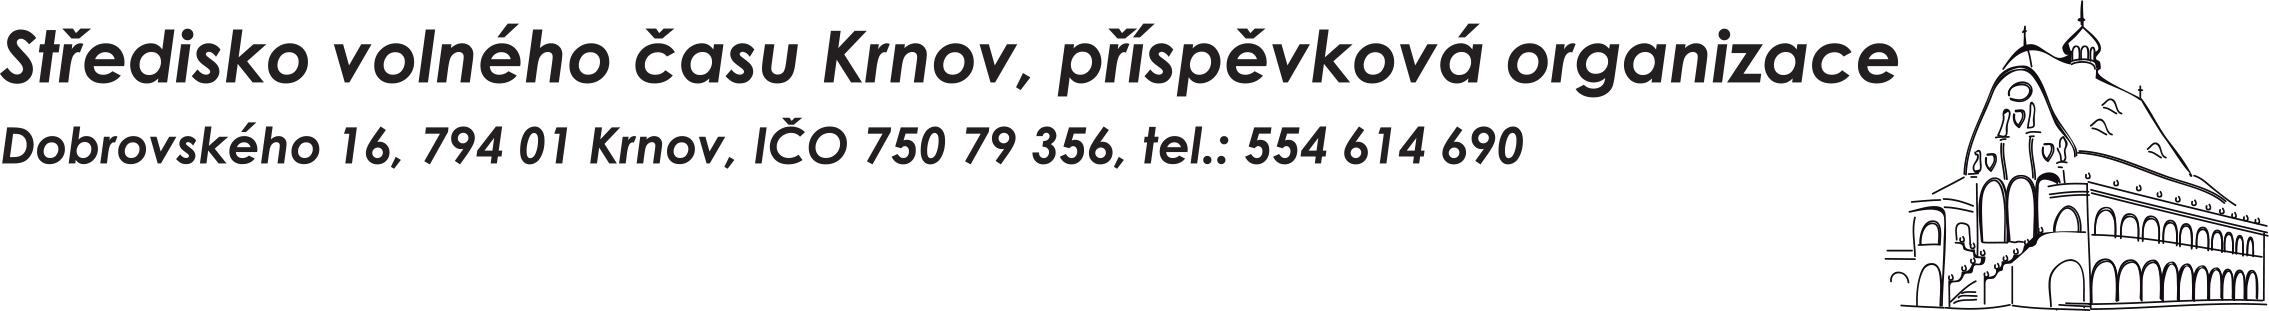 Středisko volného času Krnov, příspěvková organizace
Dobrovského 16, 794 01 Krnov, IČO 750 79 356, tel.: 554 614 690